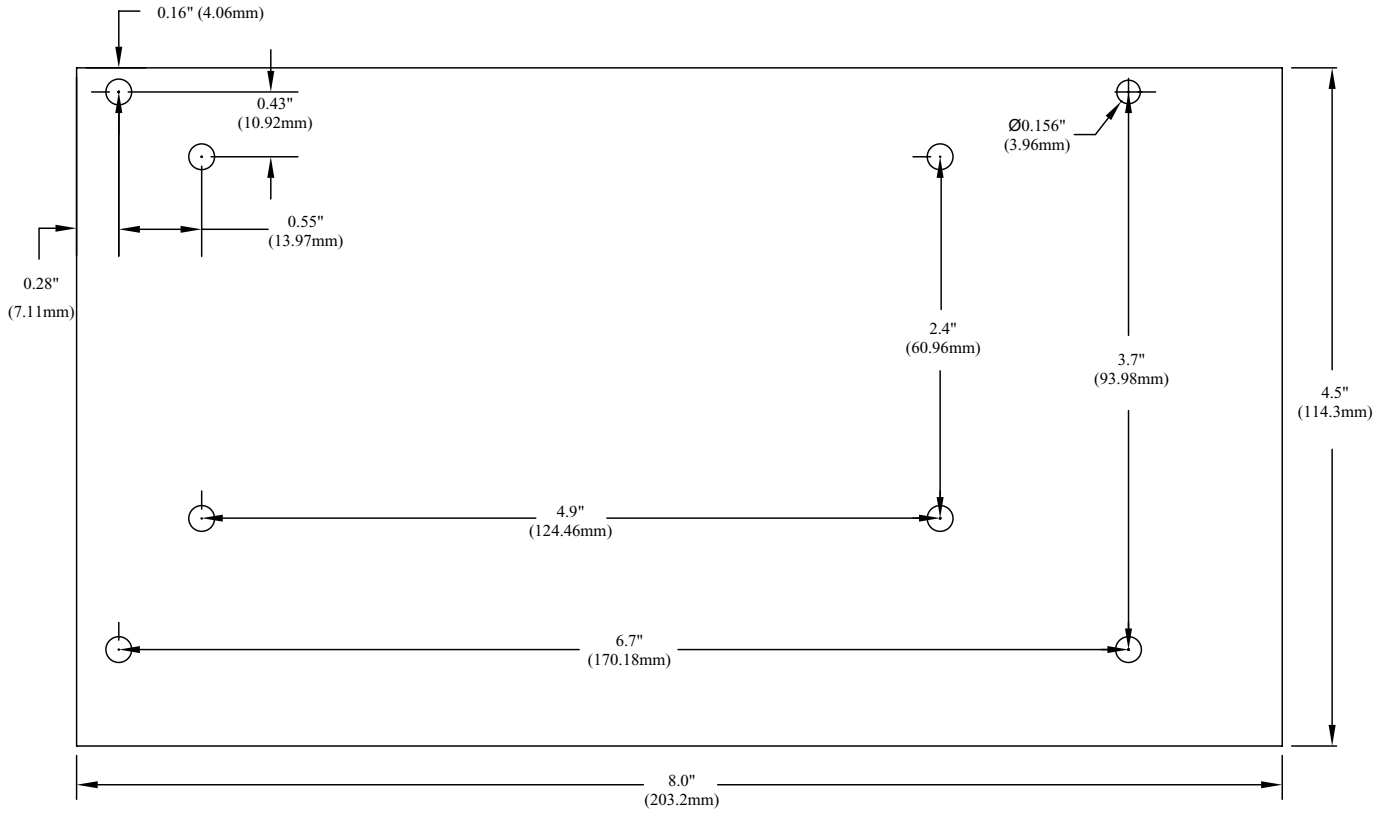 0.16" (4.06mm)
0.43"
(10.92mm)
Ø0.156"
(3.96mm)
0.55"
(13.97mm)
0.28"
(7.11mm)
2.4"
(60.96mm)
3.7"
(93.98mm)
4.5"
(114.3mm)
4.9"
(124.46mm)
6.7"
(170.18mm)
8.0"
(203.2mm)